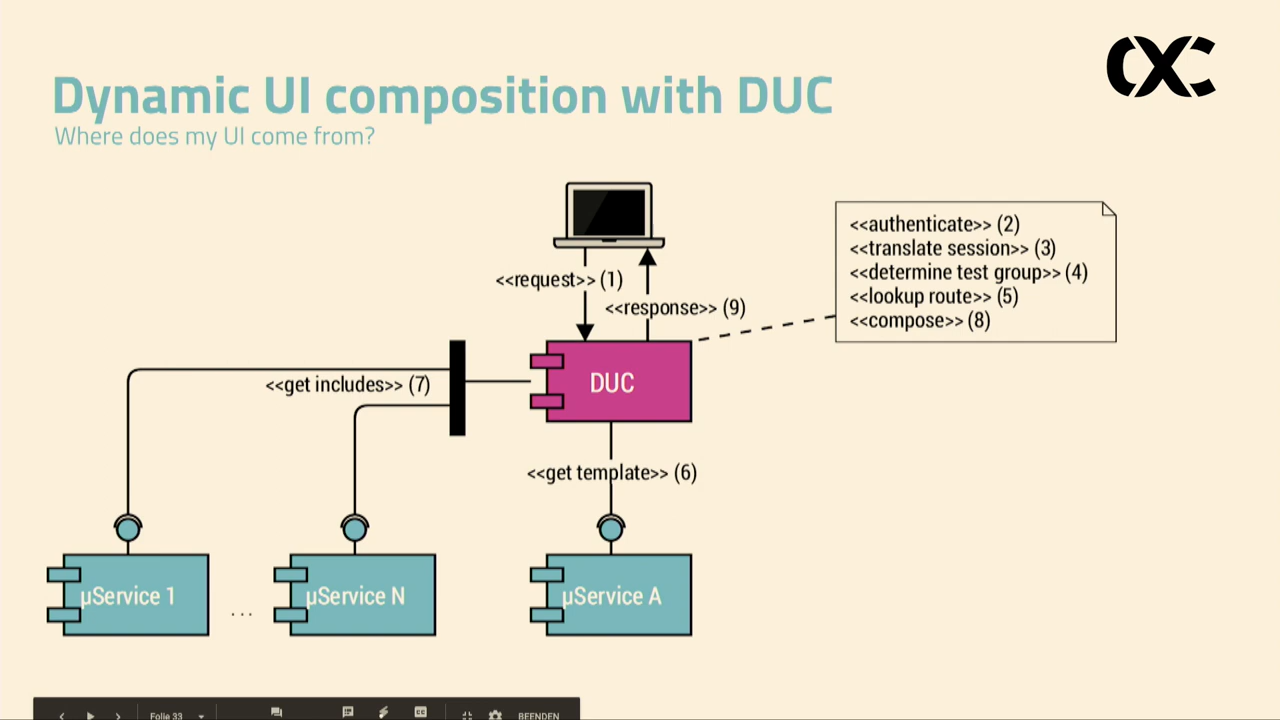 Dynamic UI composition with DUC
Where does my UI come from?
<<authenticate>> (2)
<<translate session>> (3)
<<determine test group>> (4)
<<lookup route>> (5)
<<compose>> (8)
<<request>> (1)
<<response>> (9)
DUC
<<get includes>> (7)
<<get template>> (6)
µService 1
...
µService N
µService A
Folie 33
BEENDEN